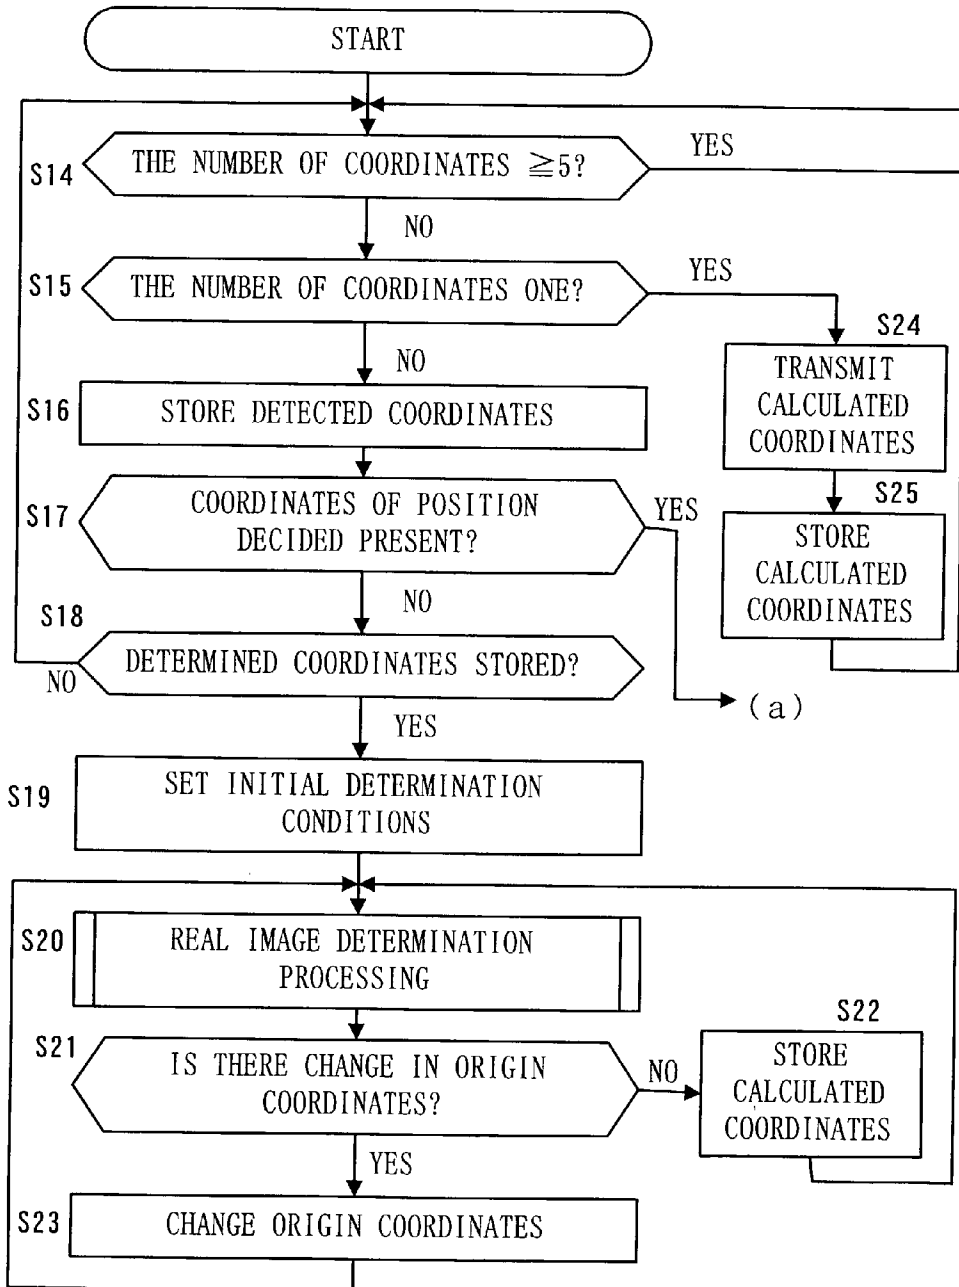 START
S14
THE NUMBER OF COORDINATES ≧5?
YES
NO
S15
THE NUMBER OF COORDINATES ONE?
YES
NO
S24
TRANSMIT
CALCULATED
COORDINATES
S16
STORE DETECTED COORDINATES
S25
STORE
CALCULATED
COORDINATES
S17
COORDINATES OF POSITION
DECIDED PRESENT?
YES
NO
(a)
S18
DETERMINED COORDINATES STORED?
NO
YES
S19
SET INITIAL DETERMINATION
CONDITIONS
S20
REAL IMAGE DETERMINATION
PROCESSING
S21
IS THERE CHANGE IN ORIGIN
COORDINATES?
NO
YES
S22
STORE
CALCULATED
COORDINATES
S23
CHANGE ORIGIN COORDINATES